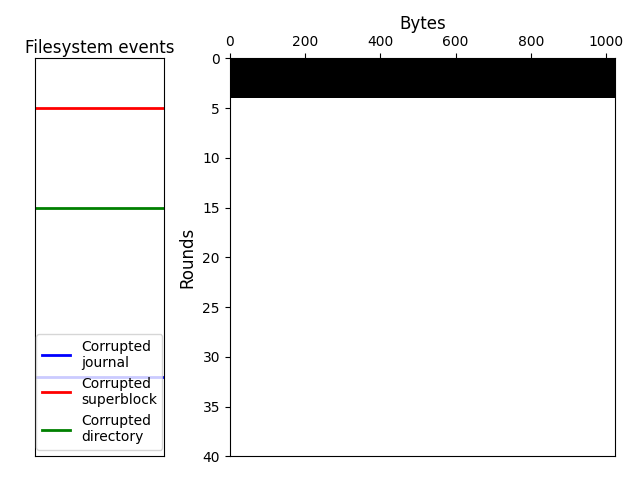 Bytes
Filesystem events
0 200 400 600 800 1000
0
5
10
15
20
25
30
35
40
Rounds
Corrupted
journal
Corrupted
superblock
Corrupted
directory